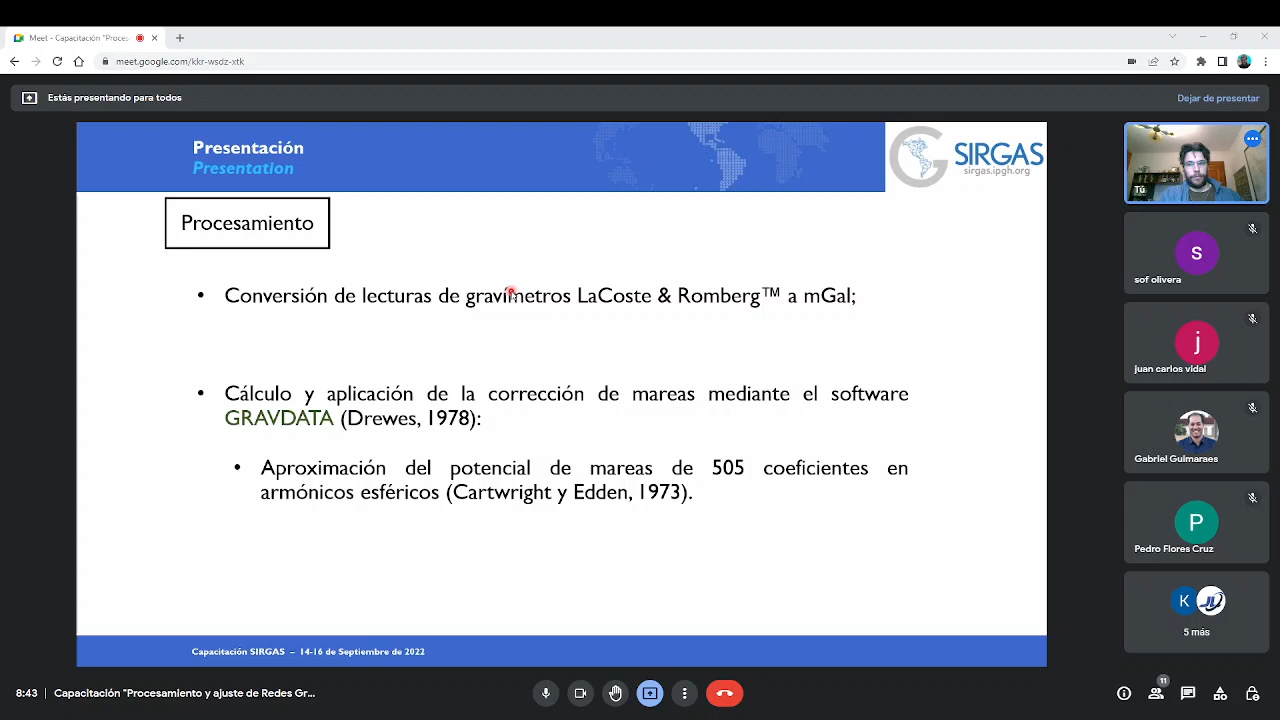 Meet - Capacitación "Proces
meet.google.com/kkr-wsdz-xtk
Estás presentando para todos
Dejar de presentar
Presentación
Presentation
SIRGAS
sirgas.ipgh.org
Procesamiento
• Conversión de lecturas de gravímetros LaCoste & Romberg™ a mGal;
• Cálculo y aplicación de la corrección de mareas mediante el software
GRAVDATA (Drewes, 1978):
• Aproximación del potencial de mareas de 505 coeficientes en
armónicos esféricos (Cartwright y Edden, 1973).
Capacitación SIRGAS – 14-16 de Septiembre de 2022
Tú
s
sof olivera
j
juan carlos vidal
Gabriel Guimaraes
P
Pedro Flores Cruz
K
5 más
8:43 | Capacitación "Procesamiento y ajuste de Redes Gr...
11